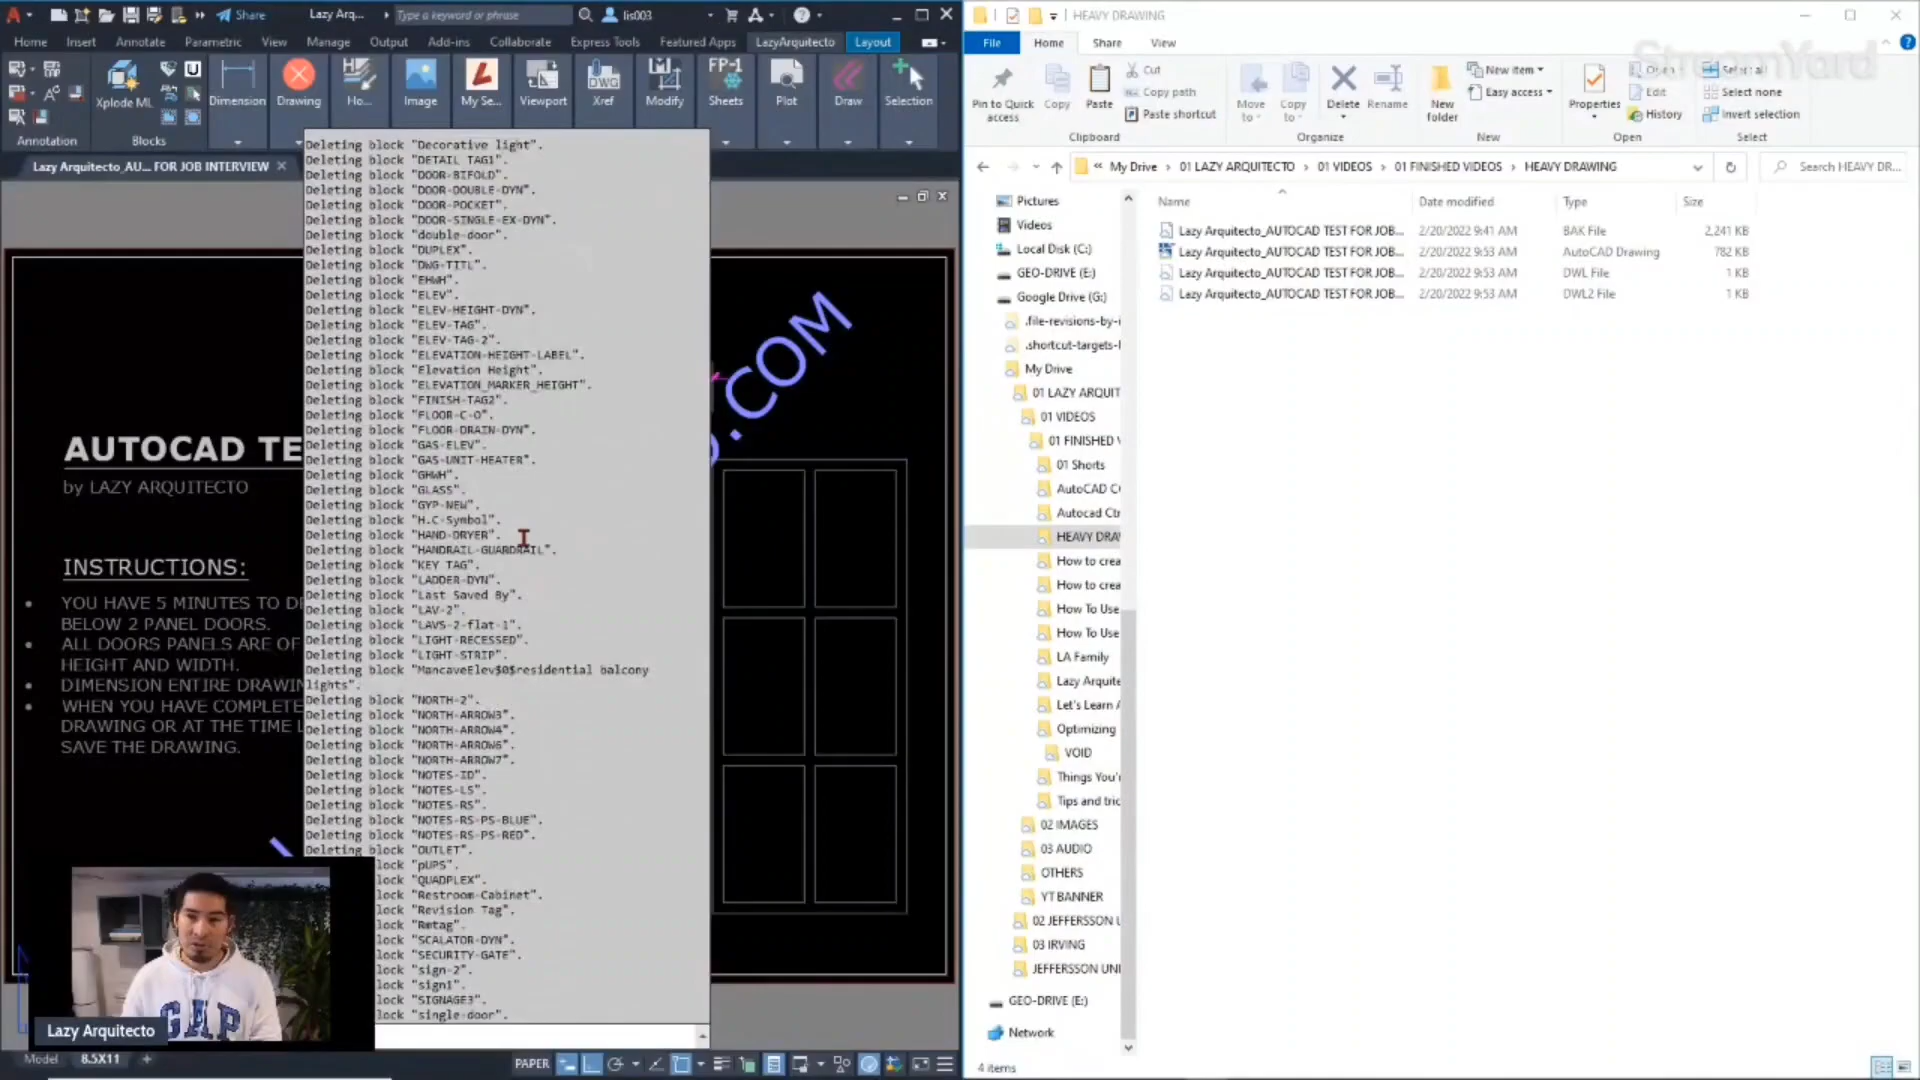 Share
Lazy Arq...
Type a keyword or phrase
lis003
Home Insert Annotate Parametric View Manage Output Add-ins Collaborate Express Tools Featured Apps LazyArquitecto Layout
Xplode ML
Dimension
Drawing
Ho...
Image
My Se...
Viewport
DWG
Xref
Modify
FP-1
Sheets
Plot
Draw
Selection
Annotation
Blocks
Lazy Arquitecto_AU... FOR JOB INTERVIEW
Deleting block "Decorative light".
Deleting block "DETAIL TAG1".
Deleting block "DOOR-BIFOLD".
Deleting block "DOOR-DOUBLE-DYN".
Deleting block "DOOR-POCKET".
Deleting block "DOOR-SINGLE-EX-DYN".
Deleting block "double-door".
Deleting block "DUPLEX".
Deleting block "DWG-TITL".
Deleting block "EHWH".
Deleting block "ELEV".
Deleting block "ELEV-HEIGHT-DYN".
Deleting block "ELEV-TAG".
Deleting block "ELEV-TAG-2".
Deleting block "ELEVATION-HEIGHT-LABEL".
Deleting block "Elevation Height".
Deleting block "ELEVATION_MARKER_HEIGHT".
Deleting block "FINISH-TAG2".
Deleting block "FLOOR-C-O".
Deleting block "FLOOR-DRAIN-DYN".
Deleting block "GAS-ELEV".
Deleting block "GAS-UNIT-HEATER".
Deleting block "GHWH".
Deleting block "GLASS".
Deleting block "GYP-NEW".
Deleting block "H.C-Symbol".
Deleting block "HAND-DRYER".
Deleting block "HANDRAIL-GUARDRAIL".
Deleting block "KEY TAG".
Deleting block "LADDER-DYN".
Deleting block "Last Saved By".
Deleting block "LAV-2".
Deleting block "LAVS-2-flat-1".
Deleting block "LIGHT-RECESSED".
Deleting block "LIGHT-STRIP".
Deleting block "MancaveElev$0$residential balcony
lights".
Deleting block "NORTH-2".
Deleting block "NORTH-ARROW3".
Deleting block "NORTH-ARROW4".
Deleting block "NORTH-ARROW6".
Deleting block "NORTH-ARROW7".
Deleting block "NOTES-ID".
Deleting block "NOTES-LS".
Deleting block "NOTES-RS".
Deleting block "NOTES-RS-PS-BLUE".
Deleting block "NOTES-RS-PS-RED".
Deleting block "OUTLET".
lock "pUPS".
lock "QUADPLEX".
lock "Restroom-Cabinet".
lock "Revision Tag".
lock "Rmtag".
lock "SCALATOR-DYN".
lock "SECURITY-GATE".
lock "sign-2".
lock "sign1".
lock "SIGNAGE3".
lock "single-door".
AUTOCAD TE
by LAZY ARQUITECTO
INSTRUCTIONS:
• YOU HAVE 5 MINUTES TO D
BELOW 2 PANEL DOORS.
• ALL DOORS PANELS ARE OF
HEIGHT AND WIDTH.
• DIMENSION ENTIRE DRAWIN
• WHEN YOU HAVE COMPLETE
DRAWING OR AT THE TIME L
SAVE THE DRAWING.
.COM
GAP
Lazy Arquitecto
Model 8.5X11 +
PAPER
HEAVY DRAWING
StreamYard
File Home Share View
Pin to Quick
access
Copy
Paste
Cut
Copy path
Paste shortcut
Clipboard
Move
to
Copy
to
Delete
Rename
Organize
New
folder
New item
Easy access
New
Properties
Open
Edit
History
Open
Select all
Select none
Invert selection
Select
« My Drive › 01 LAZY ARQUITECTO › 01 VIDEOS › 01 FINISHED VIDEOS › HEAVY DRAWING
Search HEAVY DR...
Name Date modified Type Size
Lazy Arquitecto_AUTOCAD TEST FOR JOB... 2/20/2022 9:41 AM BAK File 2,241 KB
Lazy Arquitecto_AUTOCAD TEST FOR JOB... 2/20/2022 9:53 AM AutoCAD Drawing 782 KB
Lazy Arquitecto_AUTOCAD TEST FOR JOB... 2/20/2022 9:53 AM DWL File 1 KB
Lazy Arquitecto_AUTOCAD TEST FOR JOB... 2/20/2022 9:53 AM DWL2 File 1 KB
Pictures
Videos
Local Disk (C:)
GEO-DRIVE (E:)
Google Drive (G:)
.file-revisions-by-i
.shortcut-targets-
My Drive
01 LAZY ARQUIT
01 VIDEOS
01 FINISHED V
01 Shorts
AutoCAD C
Autocad Ctr
HEAVY DRA
How to crea
How to crea
How To Use
How To Use
LA Family
Lazy Arquite
Let's Learn A
Optimizing
VOID
Things You'
Tips and tric
02 IMAGES
03 AUDIO
OTHERS
YT BANNER
02 JEFFERSSON U
03 IRVING
JEFFERSSON UNI
GEO-DRIVE (E:)
Network
4 items